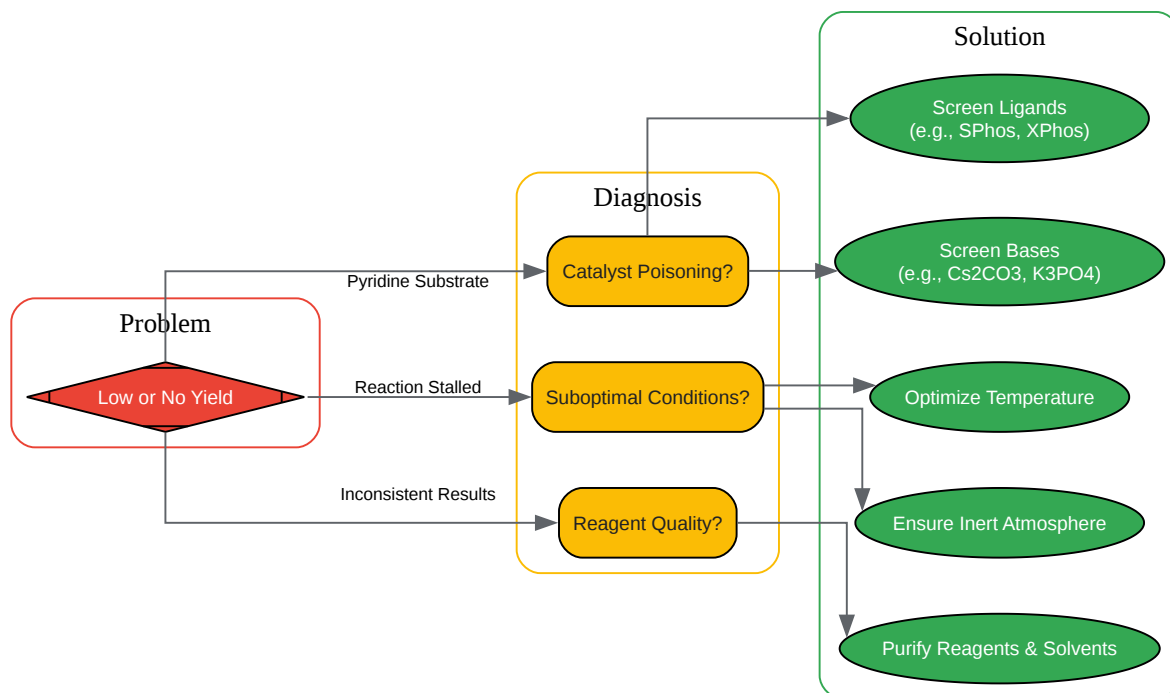 Problem
Low or No Yield
Pyridine Substrate
Reaction Stalled
Inconsistent Results
Diagnosis
Catalyst Poisoning?
Suboptimal Conditions?
Reagent Quality?
Solution
Screen Ligands
(e.g., SPhos, XPhos)
Screen Bases
(e.g., Cs2CO3, K3PO4)
Optimize Temperature
Ensure Inert Atmosphere
Purify Reagents & Solvents